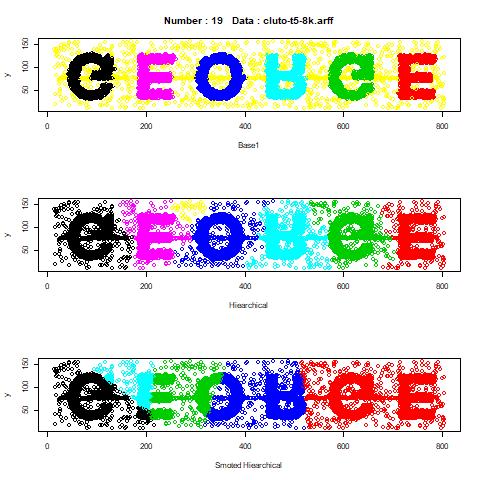 Number : 19 Data : cluto-t5-8k.arff
y
50 100 150
G E O U G E
0 200 400 600 800
Base1
y
50 100 150
0 200 400 600 800
Hiearchical
y
50 100 150
0 200 400 600 800
Smoted Hiearchical